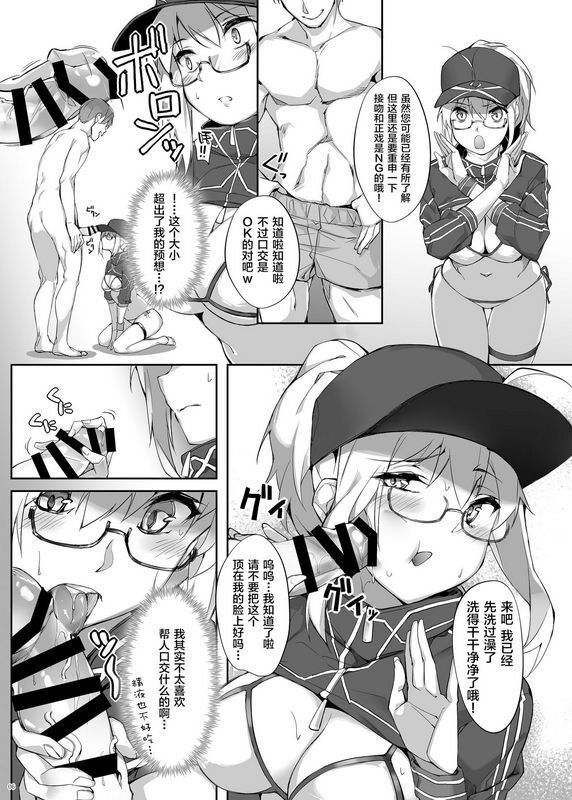 虽然您可能已经有所了解
但这里还是要重申一下
接吻和正戏是NG的哦！
知道啦知道啦
不过口交是
OK的对吧w
ボロン
！…这个大小
超出了我的预想…!?
来吧 我已经
先洗过澡了
洗得干干净净了哦！
グイッ
呜呜…我知道了啦
请不要把这个
顶在我的脸上好吗…
くに
くに
我其实不太喜欢
帮人口交什么的啊…
精液也不好吃…